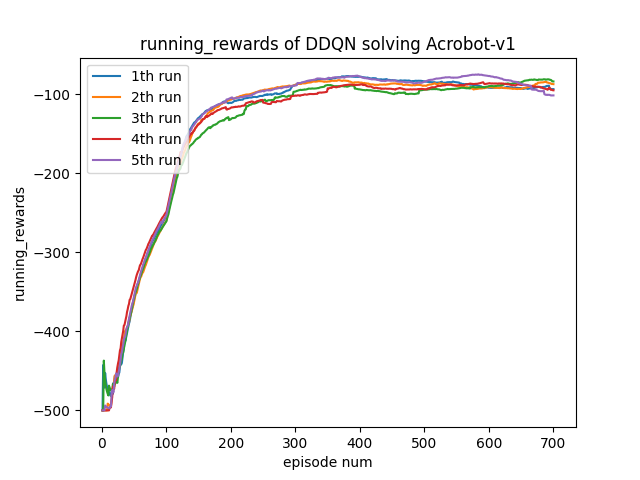 running_rewards of DDQN solving Acrobot-v1
1th run
2th run
3th run
4th run
5th run
−100
−200
−300
−400
−500
running_rewards
0 100 200 300 400 500 600 700
episode num